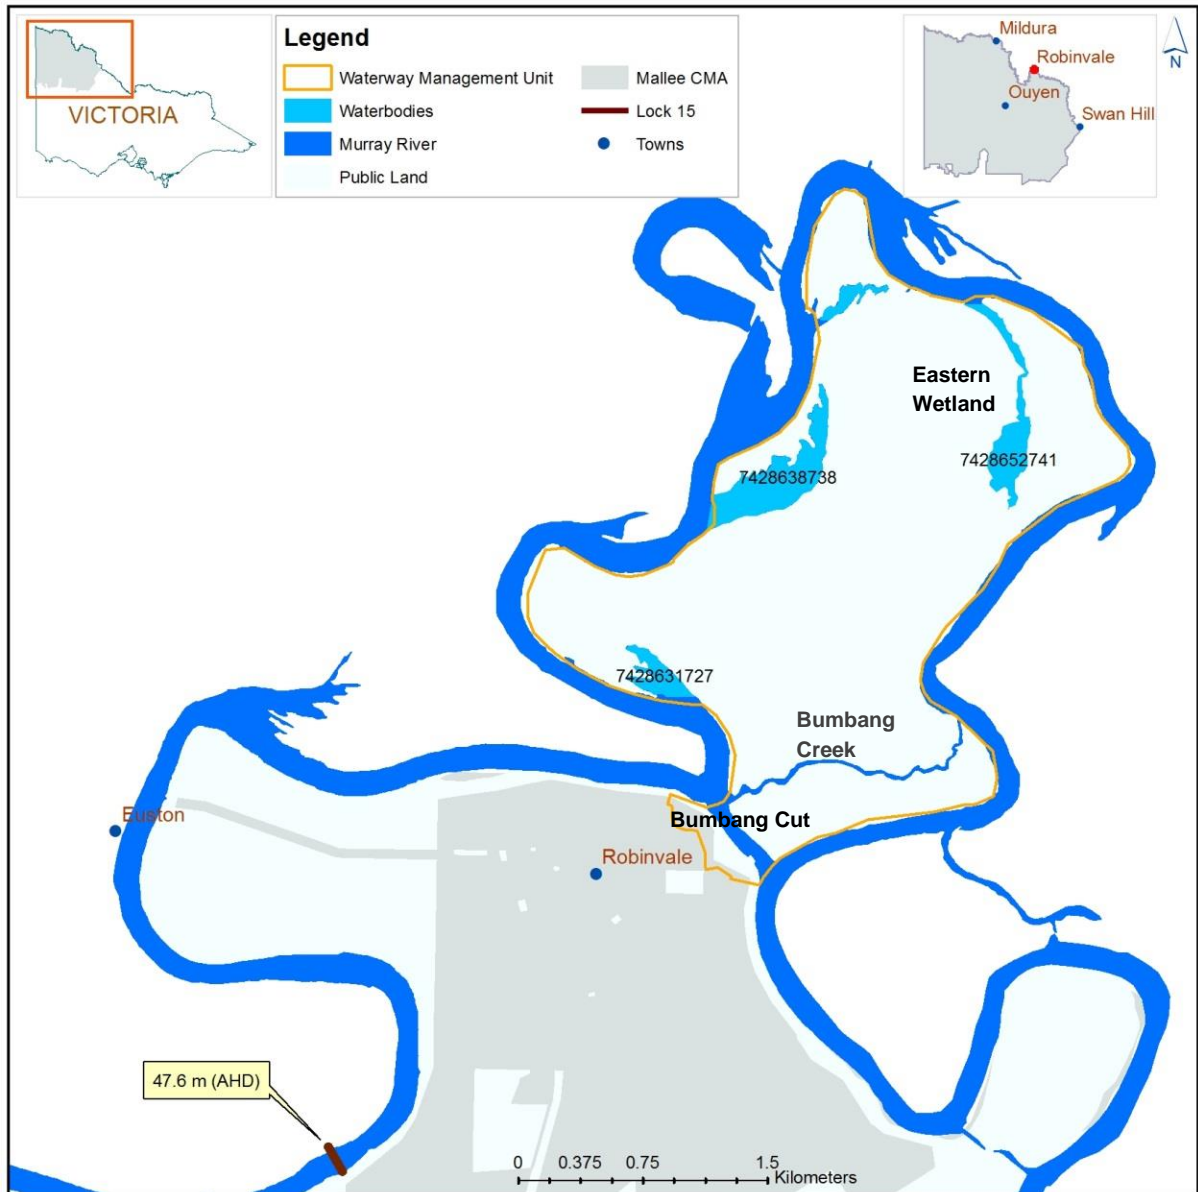 VICTORIA
Legend
Waterway Management Unit
Waterbodies
Murray River
Public Land
Mallee CMA
Lock 15
Towns
Mildura
Robinvale
Ouyen
Swan Hill
N
Eastern
Wetland
7428652741
7428638738
7428631727
Bumbang
Creek
Bumbang Cut
Euston
Robinvale
47.6 m (AHD)
0 0.375 0.75 1.5
Kilometers